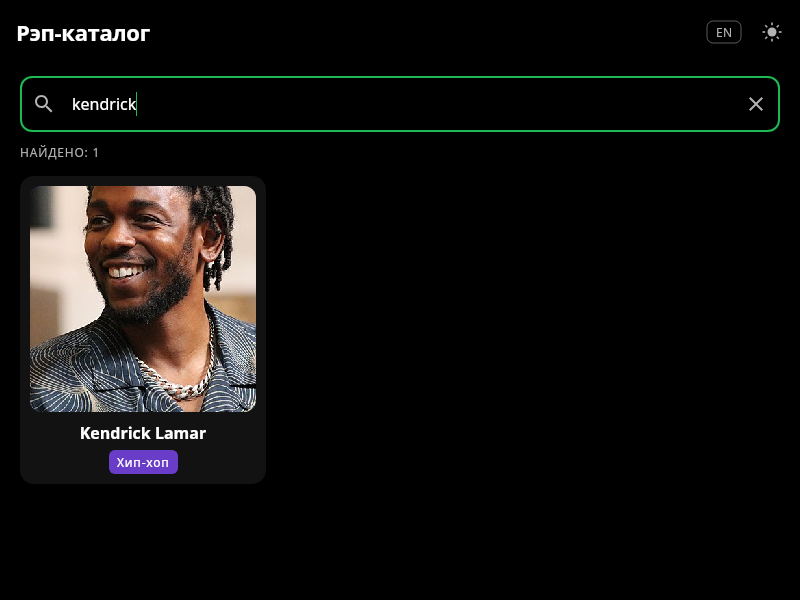 Рэп-каталог
EN
kendrick
НАЙДЕНО: 1
Kendrick Lamar
Хип-хоп